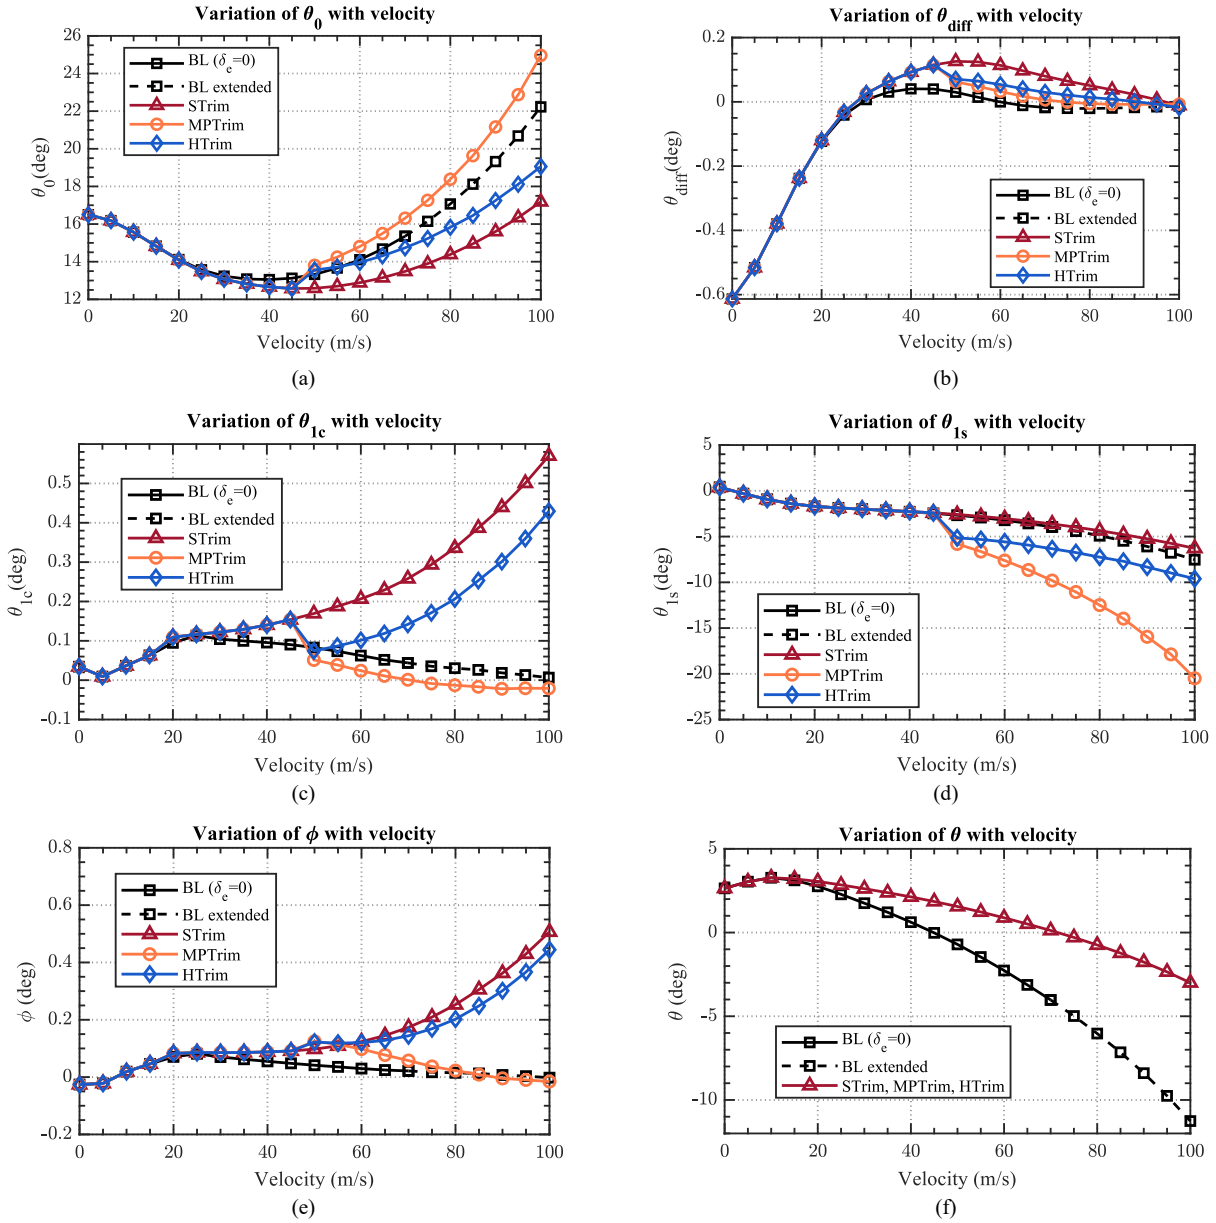 Variation of θ0 with velocity
26
24
22
20
18
16
14
12
θ0(deg)
BL (δe=0)
BL extended
STrim
MPTrim
HTrim
0 20 40 60 80 100
Velocity (m/s)
(a)
Variation of θdiff with velocity
0.2
0
-0.2
-0.4
-0.6
θdiff(deg)
BL (δe=0)
BL extended
STrim
MPTrim
HTrim
0 20 40 60 80 100
Velocity (m/s)
(b)
Variation of θ1c with velocity
0.6
0.5
0.4
0.3
0.2
0.1
0
-0.1
θ1c(deg)
BL (δe=0)
BL extended
STrim
MPTrim
HTrim
0 20 40 60 80 100
Velocity (m/s)
(c)
Variation of θ1s with velocity
5
0
-5
-10
-15
-20
-25
θ1s(deg)
BL (δe=0)
BL extended
STrim
MPTrim
HTrim
0 20 40 60 80 100
Velocity (m/s)
(d)
Variation of ϕ with velocity
0.8
0.6
0.4
0.2
0
-0.2
ϕ (deg)
BL (δe=0)
BL extended
STrim
MPTrim
HTrim
0 20 40 60 80 100
Velocity (m/s)
(e)
Variation of θ with velocity
5
0
-5
-10
θ (deg)
BL (δe=0)
BL extended
STrim, MPTrim, HTrim
0 20 40 60 80 100
Velocity (m/s)
(f)